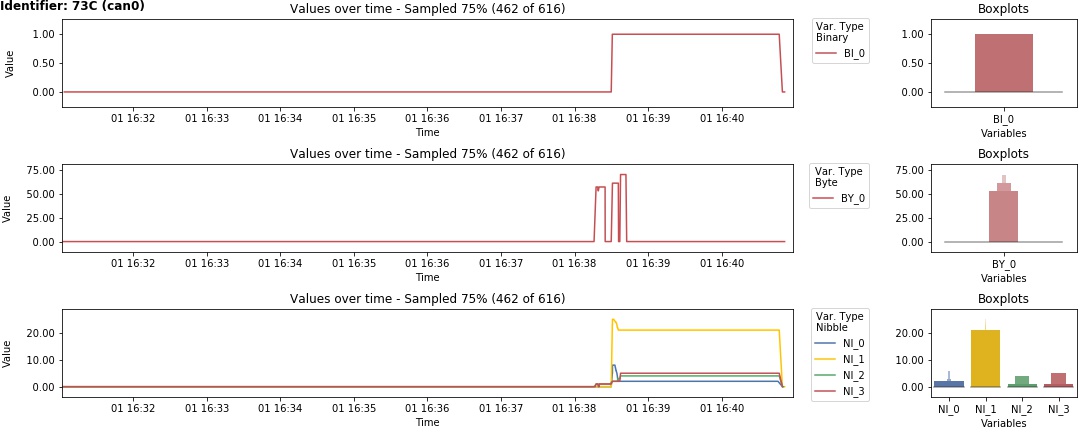 Identifier: 73C (can0)
Values over time - Sampled 75% (462 of 616)
Value
1.00
0.50
0.00
01 16:32 01 16:33 01 16:34 01 16:35 01 16:36 01 16:37 01 16:38 01 16:39 01 16:40
Time
Var. Type
Binary
BI_0
Boxplots
1.00
0.50
0.00
BI_0
Variables
Values over time - Sampled 75% (462 of 616)
Value
75.00
50.00
25.00
0.00
01 16:32 01 16:33 01 16:34 01 16:35 01 16:36 01 16:37 01 16:38 01 16:39 01 16:40
Time
Var. Type
Byte
BY_0
Boxplots
75.00
50.00
25.00
0.00
BY_0
Variables
Values over time - Sampled 75% (462 of 616)
Value
20.00
10.00
0.00
01 16:32 01 16:33 01 16:34 01 16:35 01 16:36 01 16:37 01 16:38 01 16:39 01 16:40
Time
Var. Type
Nibble
NI_0
NI_1
NI_2
NI_3
Boxplots
20.00
10.00
0.00
NI_0 NI_1 NI_2 NI_3
Variables